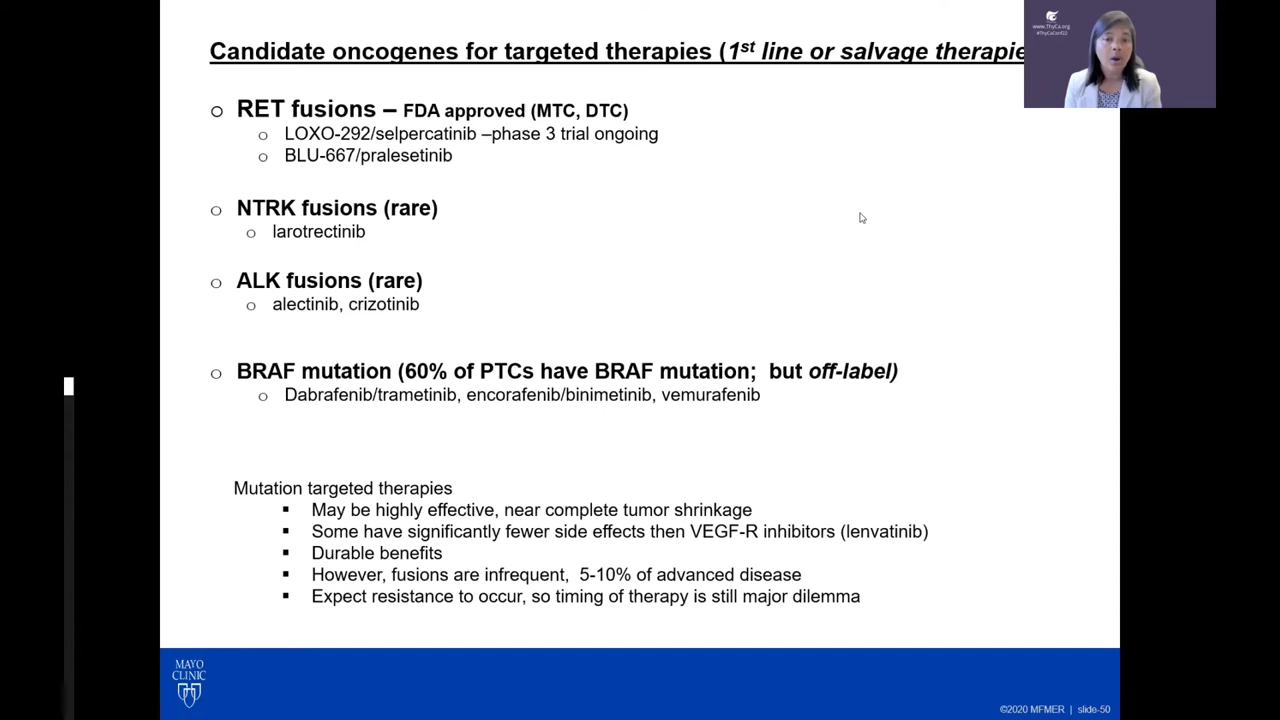 www.ThyCa.org
#ThyCaConf22
Candidate oncogenes for targeted therapies (1st line or salvage therapie
o RET fusions – FDA approved (MTC, DTC)
o LOXO-292/selpercatinib –phase 3 trial ongoing
o BLU-667/pralesetinib
o NTRK fusions (rare)
o larotrectinib
o ALK fusions (rare)
o alectinib, crizotinib
o BRAF mutation (60% of PTCs have BRAF mutation; but off-label)
o Dabrafenib/trametinib, encorafenib/binimetinib, vemurafenib
Mutation targeted therapies
▪ May be highly effective, near complete tumor shrinkage
▪ Some have significantly fewer side effects then VEGF-R inhibitors (lenvatinib)
▪ Durable benefits
▪ However, fusions are infrequent, 5-10% of advanced disease
▪ Expect resistance to occur, so timing of therapy is still major dilemma
MAYO
CLINIC
©2020 MFMER | slide-50